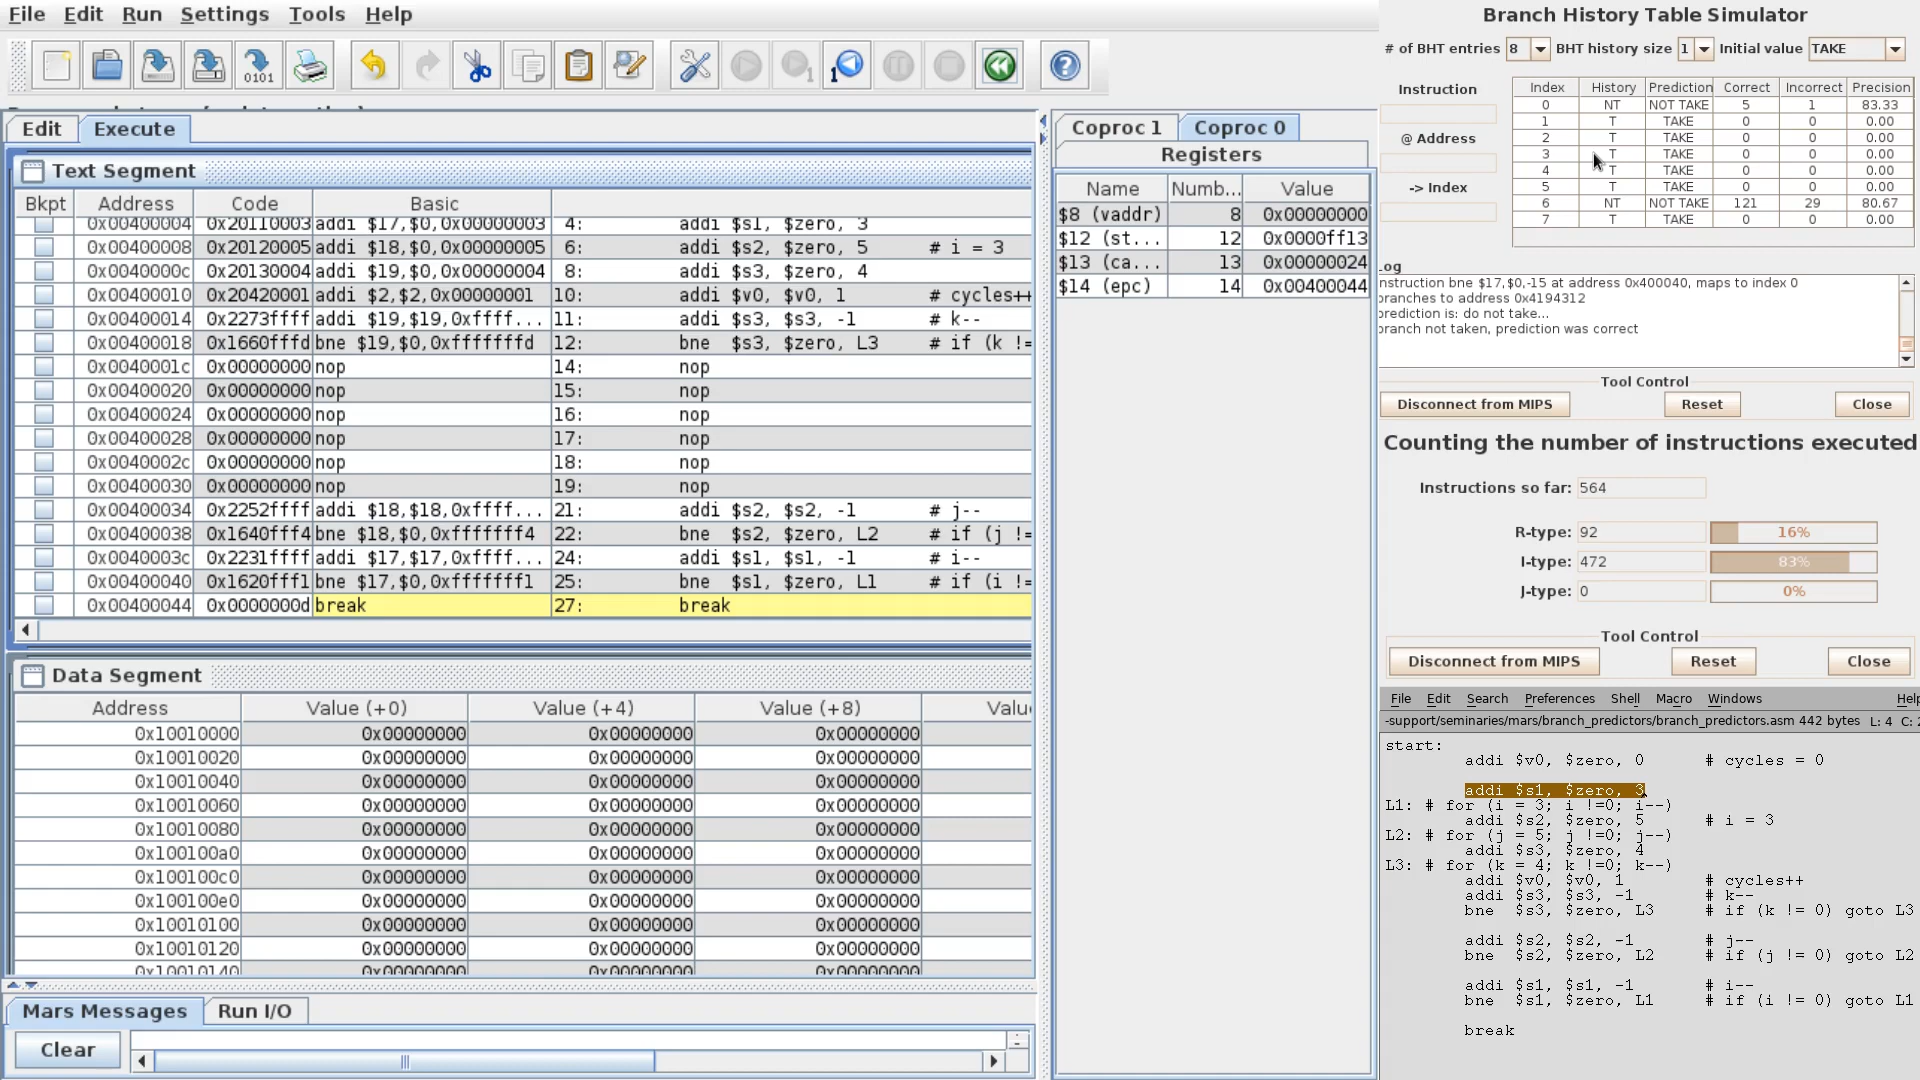 File Edit Run Settings Tools Help
Edit Execute
Text Segment
Bkpt Address Code Basic
0x00400004 0x20110003 addi $17,$0,0x00000003 4: addi $s1, $zero, 3
0x00400008 0x20120005 addi $18,$0,0x00000005 6: addi $s2, $zero, 5 # i = 3
0x0040000c 0x20130004 addi $19,$0,0x00000004 8: addi $s3, $zero, 4
0x00400010 0x20420001 addi $2,$2,0x00000001 10: addi $v0, $v0, 1 # cycles++
0x00400014 0x2273ffff addi $19,$19,0xffff... 11: addi $s3, $s3, -1 # k--
0x00400018 0x1660fffd bne $19,$0,0xfffffffd 12: bne $s3, $zero, L3 # if (k !=
0x0040001c 0x00000000 nop 14: nop
0x00400020 0x00000000 nop 15: nop
0x00400024 0x00000000 nop 16: nop
0x00400028 0x00000000 nop 17: nop
0x0040002c 0x00000000 nop 18: nop
0x00400030 0x00000000 nop 19: nop
0x00400034 0x2252ffff addi $18,$18,0xffff... 21: addi $s2, $s2, -1 # j--
0x00400038 0x1640fff4 bne $18,$0,0xfffffff4 22: bne $s2, $zero, L2 # if (j !=
0x0040003c 0x2231ffff addi $17,$17,0xffff... 24: addi $s1, $s1, -1 # i--
0x00400040 0x1620fff1 bne $17,$0,0xfffffff1 25: bne $s1, $zero, L1 # if (i !=
0x00400044 0x0000000d break 27: break
Data Segment
Address Value (+0) Value (+4) Value (+8) Valu
0x10010000 0x00000000 0x00000000 0x00000000
0x10010020 0x00000000 0x00000000 0x00000000
0x10010040 0x00000000 0x00000000 0x00000000
0x10010060 0x00000000 0x00000000 0x00000000
0x10010080 0x00000000 0x00000000 0x00000000
0x100100a0 0x00000000 0x00000000 0x00000000
0x100100c0 0x00000000 0x00000000 0x00000000
0x100100e0 0x00000000 0x00000000 0x00000000
0x10010100 0x00000000 0x00000000 0x00000000
0x10010120 0x00000000 0x00000000 0x00000000
0x10010140 0x00000000 0x00000000 0x00000000
Mars Messages Run I/O
Clear
Coproc 1 Coproc 0
Registers
Name Numb... Value
$8 (vaddr) 8 0x00000000
$12 (st... 12 0x0000ff13
$13 (ca... 13 0x00000024
$14 (epc) 14 0x00400044
Branch History Table Simulator
# of BHT entries 8 BHT history size 1 Initial value TAKE
Instruction
@ Address
-> Index
Index History Prediction Correct Incorrect Precision
0 NT NOT TAKE 5 1 83.33
1 T TAKE 0 0 0.00
2 T TAKE 0 0 0.00
3 T TAKE 0 0 0.00
4 T TAKE 0 0 0.00
5 T TAKE 0 0 0.00
6 NT NOT TAKE 121 29 80.67
7 T TAKE 0 0 0.00
og
nstruction bne $17,$0,-15 at address 0x400040, maps to index 0
branches to address 0x4194312
prediction is: do not take...
branch not taken, prediction was correct
Tool Control
Disconnect from MIPS Reset Close
Counting the number of instructions executed
Instructions so far: 564
R-type: 92 16%
I-type: 472 83%
J-type: 0 0%
Tool Control
Disconnect from MIPS Reset Close
File Edit Search Preferences Shell Macro Windows Help
-support/seminaries/mars/branch_predictors/branch_predictors.asm 442 bytes L: 4 C:
start:
addi $v0, $zero, 0 # cycles = 0
addi $s1, $zero, 3
L1: # for (i = 3; i !=0; i--)
addi $s2, $zero, 5 # i = 3
L2: # for (j = 5; j !=0; j--)
addi $s3, $zero, 4
L3: # for (k = 4; k !=0; k--)
addi $v0, $v0, 1 # cycles++
addi $s3, $s3, -1 # k--
bne $s3, $zero, L3 # if (k != 0) goto L3
addi $s2, $s2, -1 # j--
bne $s2, $zero, L2 # if (j != 0) goto L2
addi $s1, $s1, -1 # i--
bne $s1, $zero, L1 # if (i != 0) goto L1
break